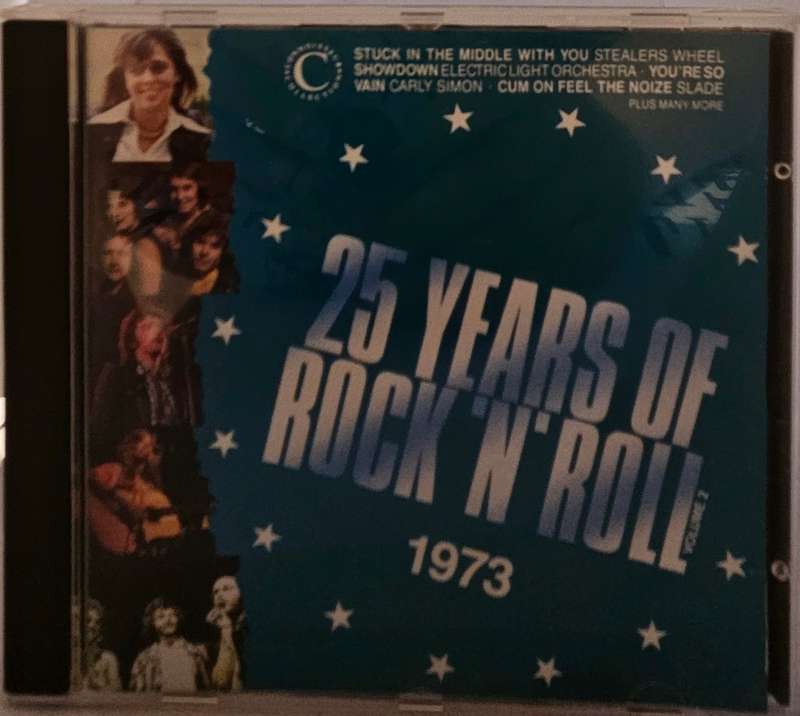 C
STUCK IN THE MIDDLE WITH YOU STEALERS WHEEL
SHOWDOWN ELECTRIC LIGHT ORCHESTRA · YOU'RE SO
VAIN CARLY SIMON · CUM ON FEEL THE NOIZE SLADE
PLUS MANY MORE
25 YEARS OF
ROCK 'N' ROLL
VOLUME 2
1973